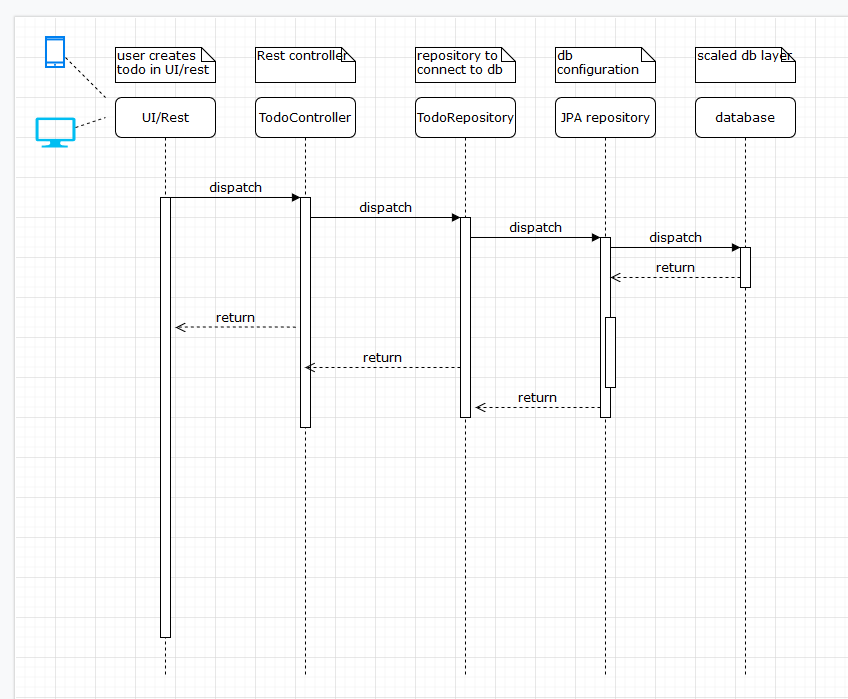 user creates
todo in UI/rest
Rest controller
repository to
connect to db
db
configuration
scaled db layer
UI/Rest
TodoController
TodoRepository
JPA repository
database
dispatch
dispatch
dispatch
dispatch
return
return
return
return